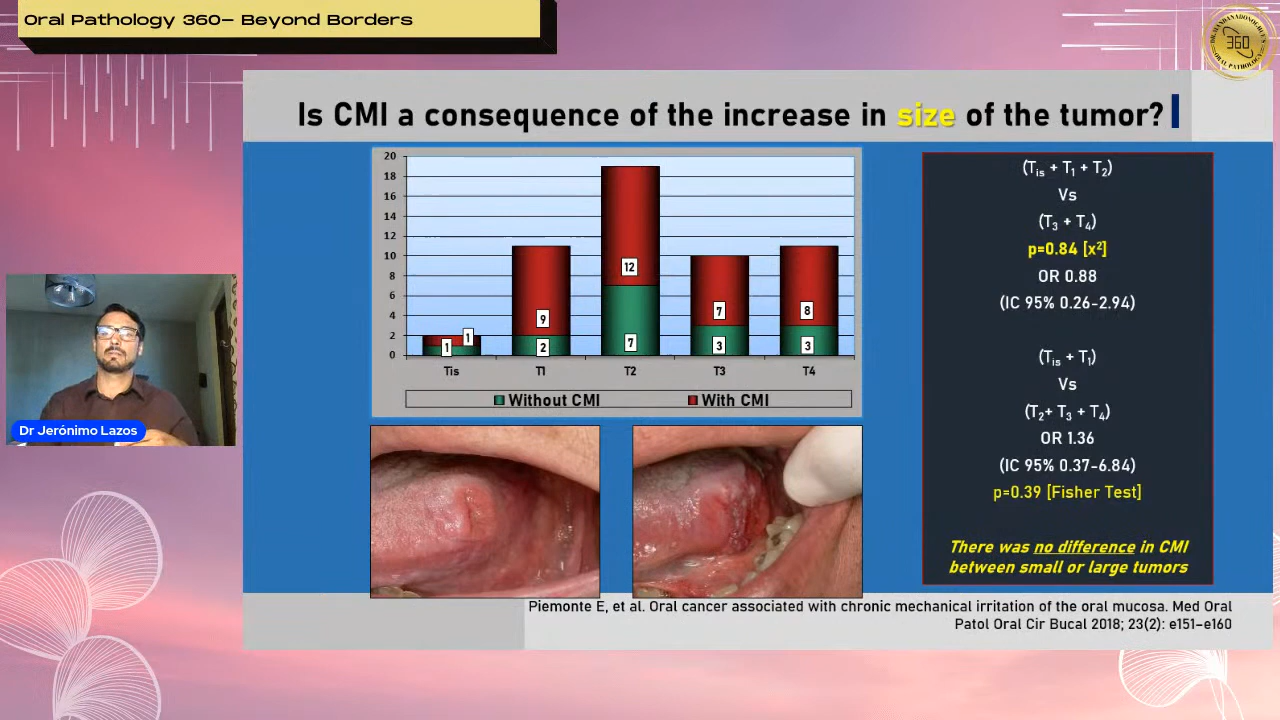 Oral Pathology 360– Beyond Borders
360
ORAL PATHOLOGY
Is CMI a consequence of the increase in size of the tumor?
20
18
16
14
12
10
8
6
4
2
0
1
1
9
2
12
7
7
3
8
3
Tis
T1
T2
T3
T4
Without CMI
With CMI
(Tis + T1 + T2)
Vs
(T3 + T4)
p=0.84 [x²]
OR 0.88
(IC 95% 0.26-2.94)
(Tis + T1)
Vs
(T2+ T3 + T4)
OR 1.36
(IC 95% 0.37-6.84)
p=0.39 [Fisher Test]
There was no difference in CMI
between small or large tumors
Dr Jerónimo Lazos
Piemonte E, et al. Oral cancer associated with chronic mechanical irritation of the oral mucosa. Med Oral
Patol Oral Cir Bucal 2018; 23(2): e151–e160